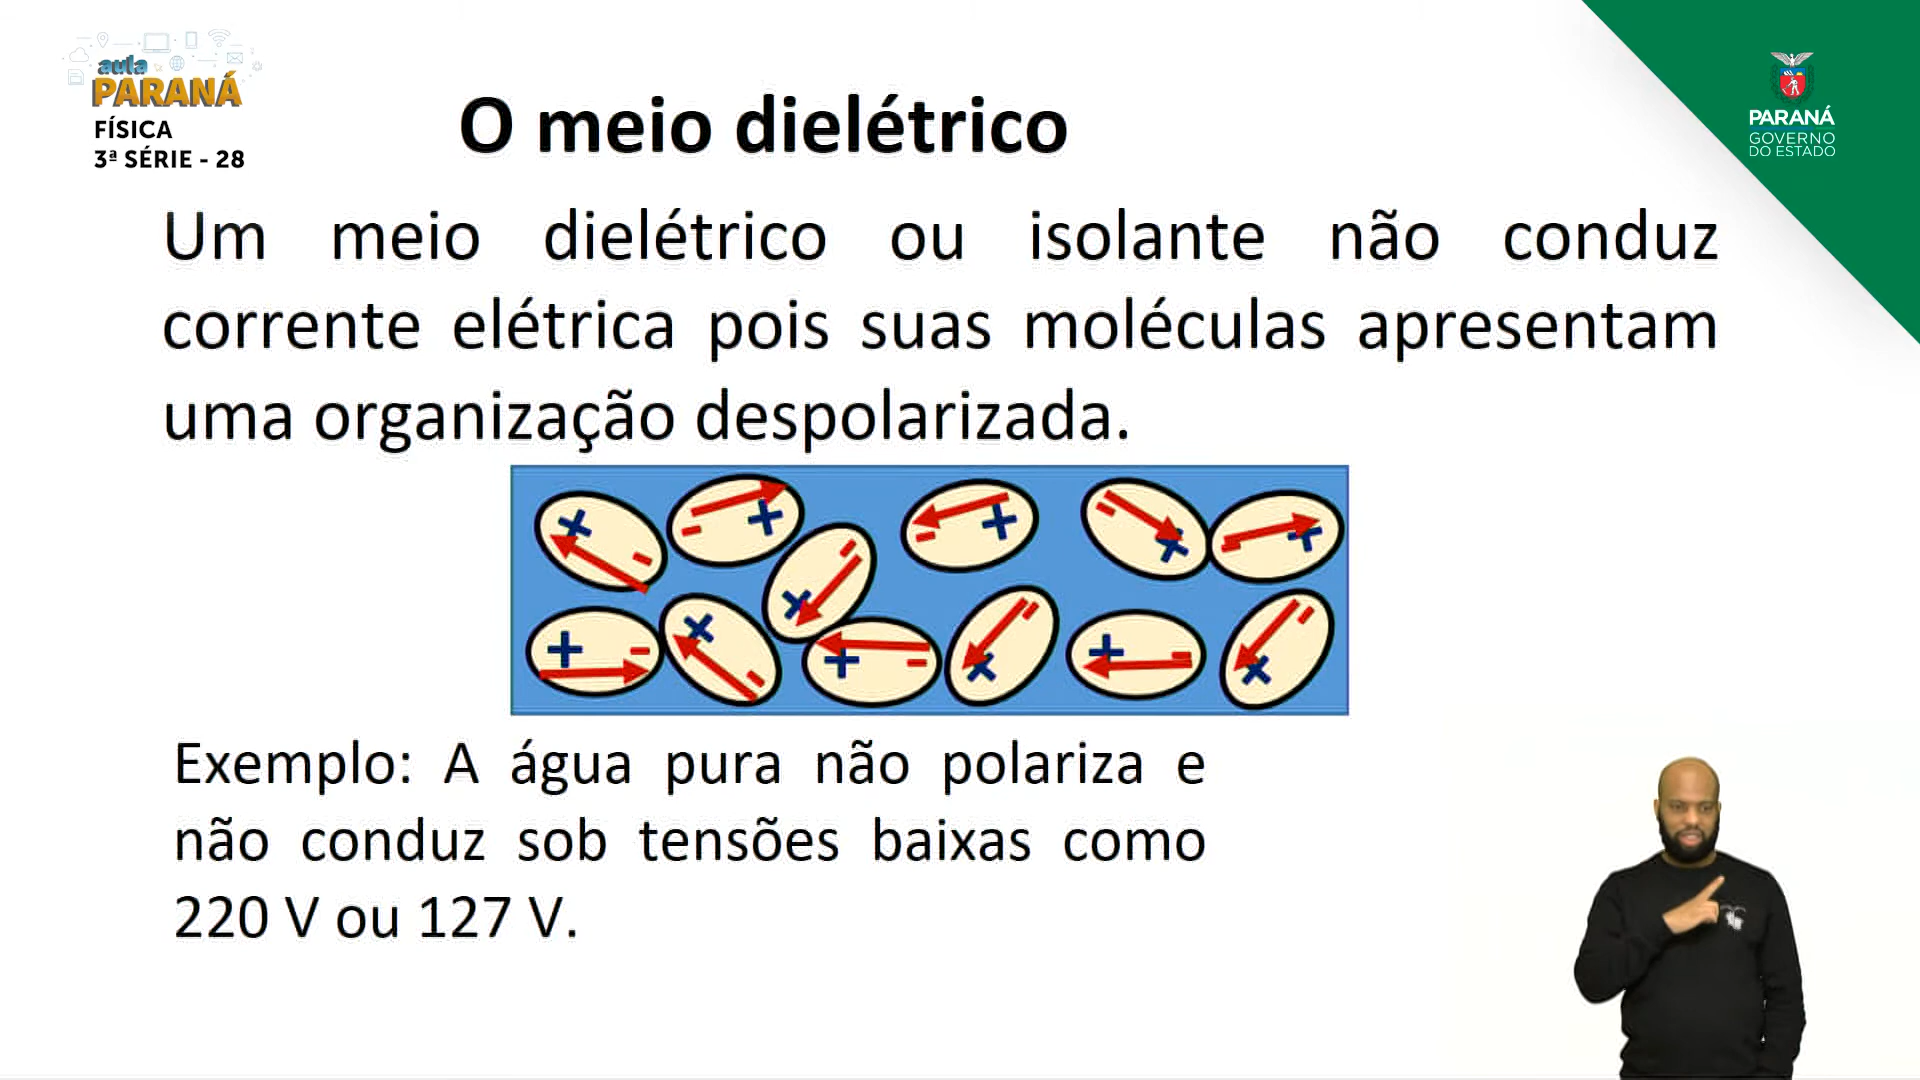 aula
PARANÁ
FÍSICA
3ª SÉRIE - 28
O meio dielétrico
PARANÁ
GOVERNO
DO ESTADO
Um meio dielétrico ou isolante não conduz
corrente elétrica pois suas moléculas apresentam
uma organização despolarizada.
Exemplo: A água pura não polariza e
não conduz sob tensões baixas como
220 V ou 127 V.